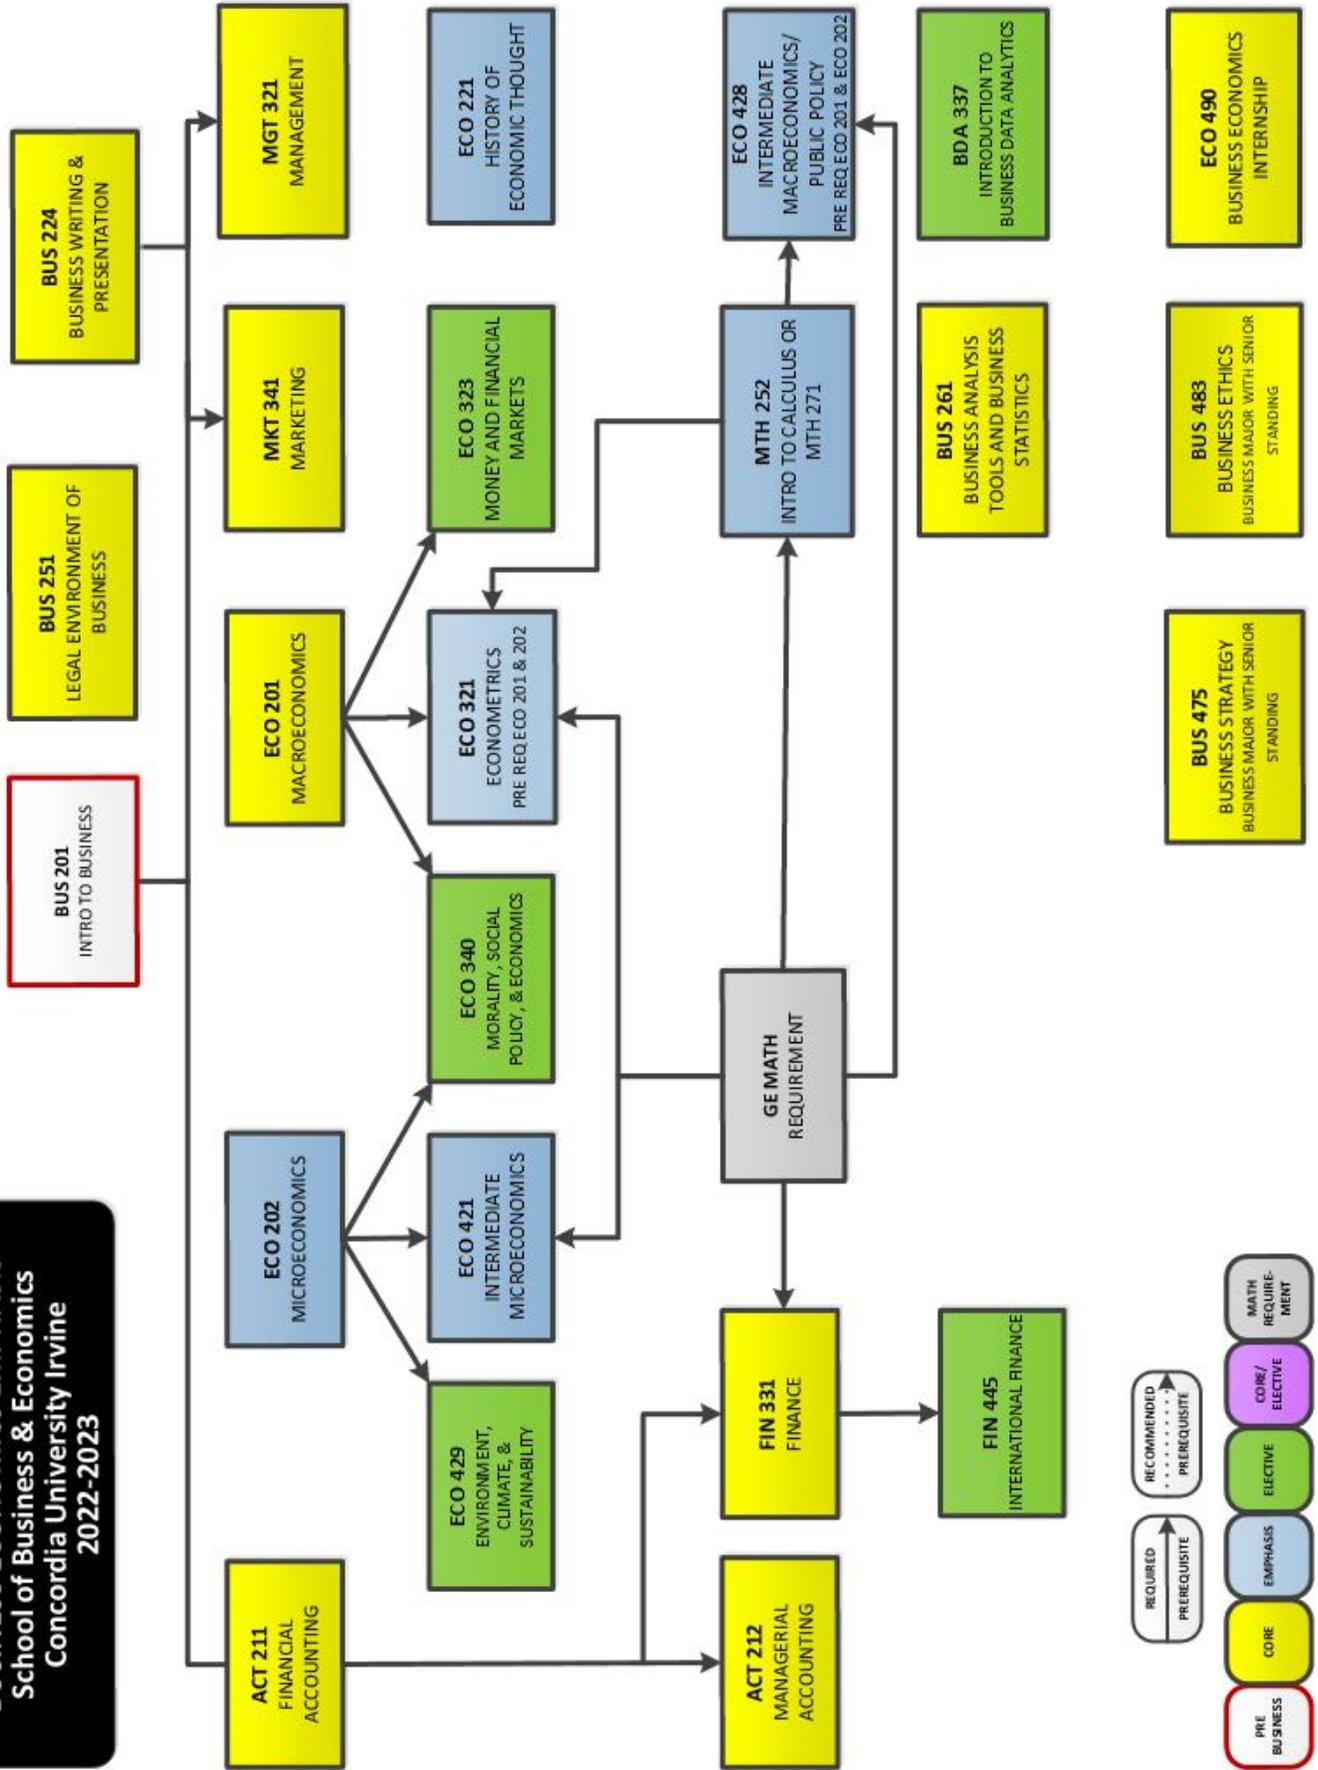 School of Business & Economics
Concordia University Irvine
2022-2023
BUS 201
INTRO TO BUSINESS
BUS 251
LEGAL ENVIRONMENT OF
BUSINESS
BUS 224
BUSINESS WRITING &
PRESENTATION
ACT 211
FINANCIAL
ACCOUNTING
ECO 202
MICROECONOMICS
ECO 201
MACROECONOMICS
MKT 341
MARKETING
MGT 321
MANAGEMENT
ECO 429
ENVIRONMENT,
CLIMATE, &
SUSTAINABILITY
ECO 421
INTERMEDIATE
MICROECONOMICS
ECO 340
MORALITY, SOCIAL
POLICY, & ECONOMICS
ECO 321
ECONOMETRICS
PRE REQ ECO 201 & 202
ECO 323
MONEY AND FINANCIAL
MARKETS
ECO 221
HISTORY OF
ECONOMIC THOUGHT
ACT 212
MANAGERIAL
ACCOUNTING
FIN 331
FINANCE
GE MATH
REQUIREMENT
MTH 252
INTRO TO CALCULUS OR
MTH 271
ECO 428
INTERMEDIATE
MACROECONOMICS/
PUBLIC POLICY
PRE REQ ECO 201 & ECO 202
FIN 445
INTERNATIONAL FINANCE
BUS 261
BUSINESS ANALYSIS
TOOLS AND BUSINESS
STATISTICS
BDA 337
INTRODUCTION TO
BUSINESS DATA ANALYTICS
BUS 475
BUSINESS STRATEGY
BUSINESS MAJOR WITH SENIOR
STANDING
BUS 483
BUSINESS ETHICS
BUSINESS MAJOR WITH SENIOR
STANDING
ECO 490
BUSINESS ECONOMICS
INTERNSHIP
REQUIRED
PREREQUISITE
RECOMMENDED
PREREQUISITE
PRE
BUSINESS
CORE
EMPHASIS
ELECTIVE
CORE/
ELECTIVE
MATH
REQUIRE-
MENT